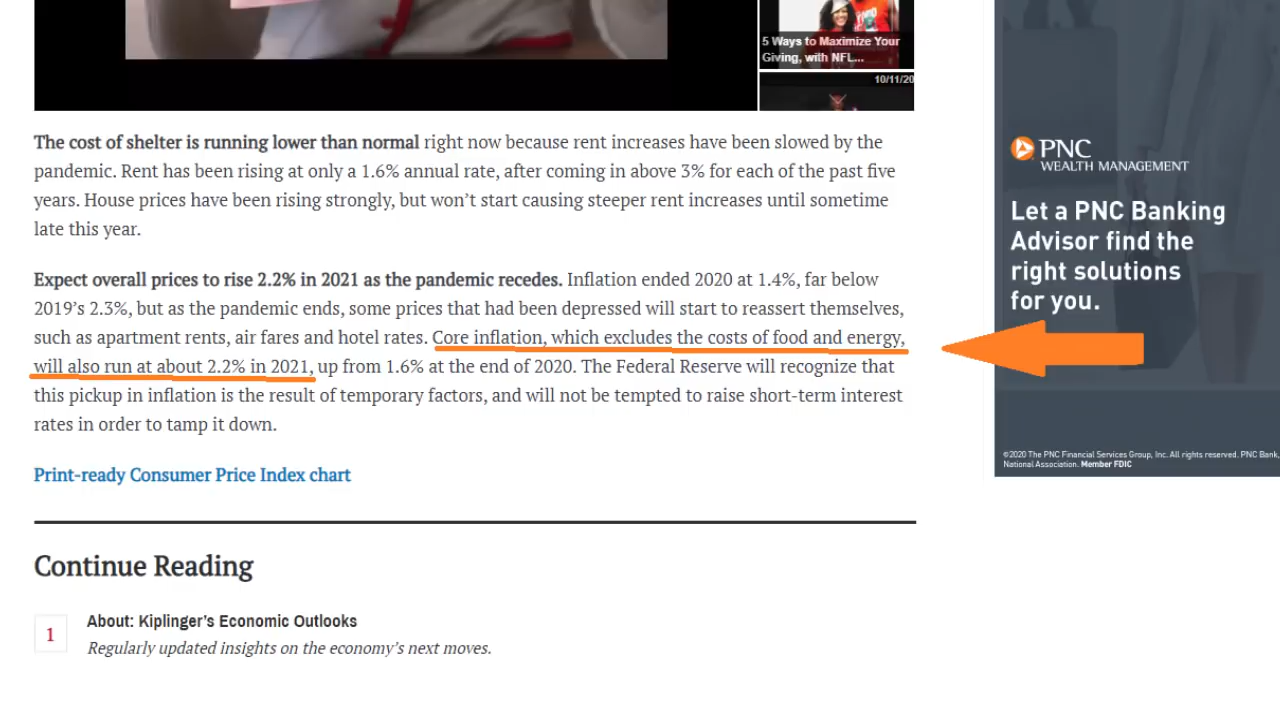 5 Ways to Maximize Your
Giving, with NFL...
10/11/20
The cost of shelter is running lower than normal right now because rent increases have been slowed by the
pandemic. Rent has been rising at only a 1.6% annual rate, after coming in above 3% for each of the past five
years. House prices have been rising strongly, but won’t start causing steeper rent increases until sometime
late this year.
Expect overall prices to rise 2.2% in 2021 as the pandemic recedes. Inflation ended 2020 at 1.4%, far below
2019’s 2.3%, but as the pandemic ends, some prices that had been depressed will start to reassert themselves,
such as apartment rents, air fares and hotel rates. Core inflation, which excludes the costs of food and energy,
will also run at about 2.2% in 2021, up from 1.6% at the end of 2020. The Federal Reserve will recognize that
this pickup in inflation is the result of temporary factors, and will not be tempted to raise short-term interest
rates in order to tamp it down.
Print-ready Consumer Price Index chart
Continue Reading
1
About: Kiplinger’s Economic Outlooks
Regularly updated insights on the economy’s next moves.
PNC
WEALTH MANAGEMENT
Let a PNC Banking
Advisor find the
right solutions
for you.
©2020 The PNC Financial Services Group, Inc. All rights reserved. PNC Bank,
National Association. Member FDIC